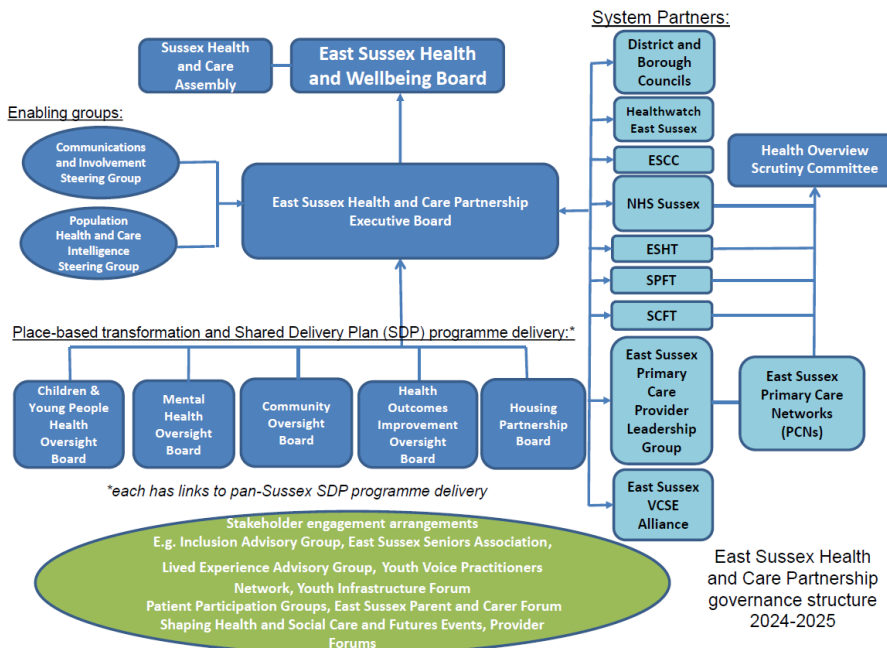 System Partners:
Sussex Health
and Care
Assembly
East Sussex Health
and Wellbeing Board
Enabling groups:
Communications
and Involvement
Steering Group
Population
Health and Care
Intelligence
Steering Group
East Sussex Health and Care Partnership
Executive Board
District and
Borough
Councils
Healthwatch
East Sussex
ESCC
NHS Sussex
ESHT
SPFT
SCFT
East Sussex
Primary Care
Provider
Leadership
Group
East Sussex
VCSE
Alliance
Health Overview
Scrutiny Committee
East Sussex
Primary Care
Networks
(PCNs)
Place-based transformation and Shared Delivery Plan (SDP) programme delivery:*
Children &
Young People
Health
Oversight
Board
Mental
Health
Oversight
Board
Community
Oversight
Board
Health
Outcomes
Improvement
Oversight Board
Housing
Partnership
Board
*each has links to pan-Sussex SDP programme delivery
Stakeholder engagement arrangements
E.g. Inclusion Advisory Group, East Sussex Seniors Association,
Lived Experience Advisory Group, Youth Voice Practitioners
Network, Youth Infrastructure Forum
Patient Participation Groups, East Sussex Parent and Carer Forum
Shaping Health and Social Care and Futures Events, Provider
Forums
East Sussex Health
and Care Partnership
governance structure
2024-2025